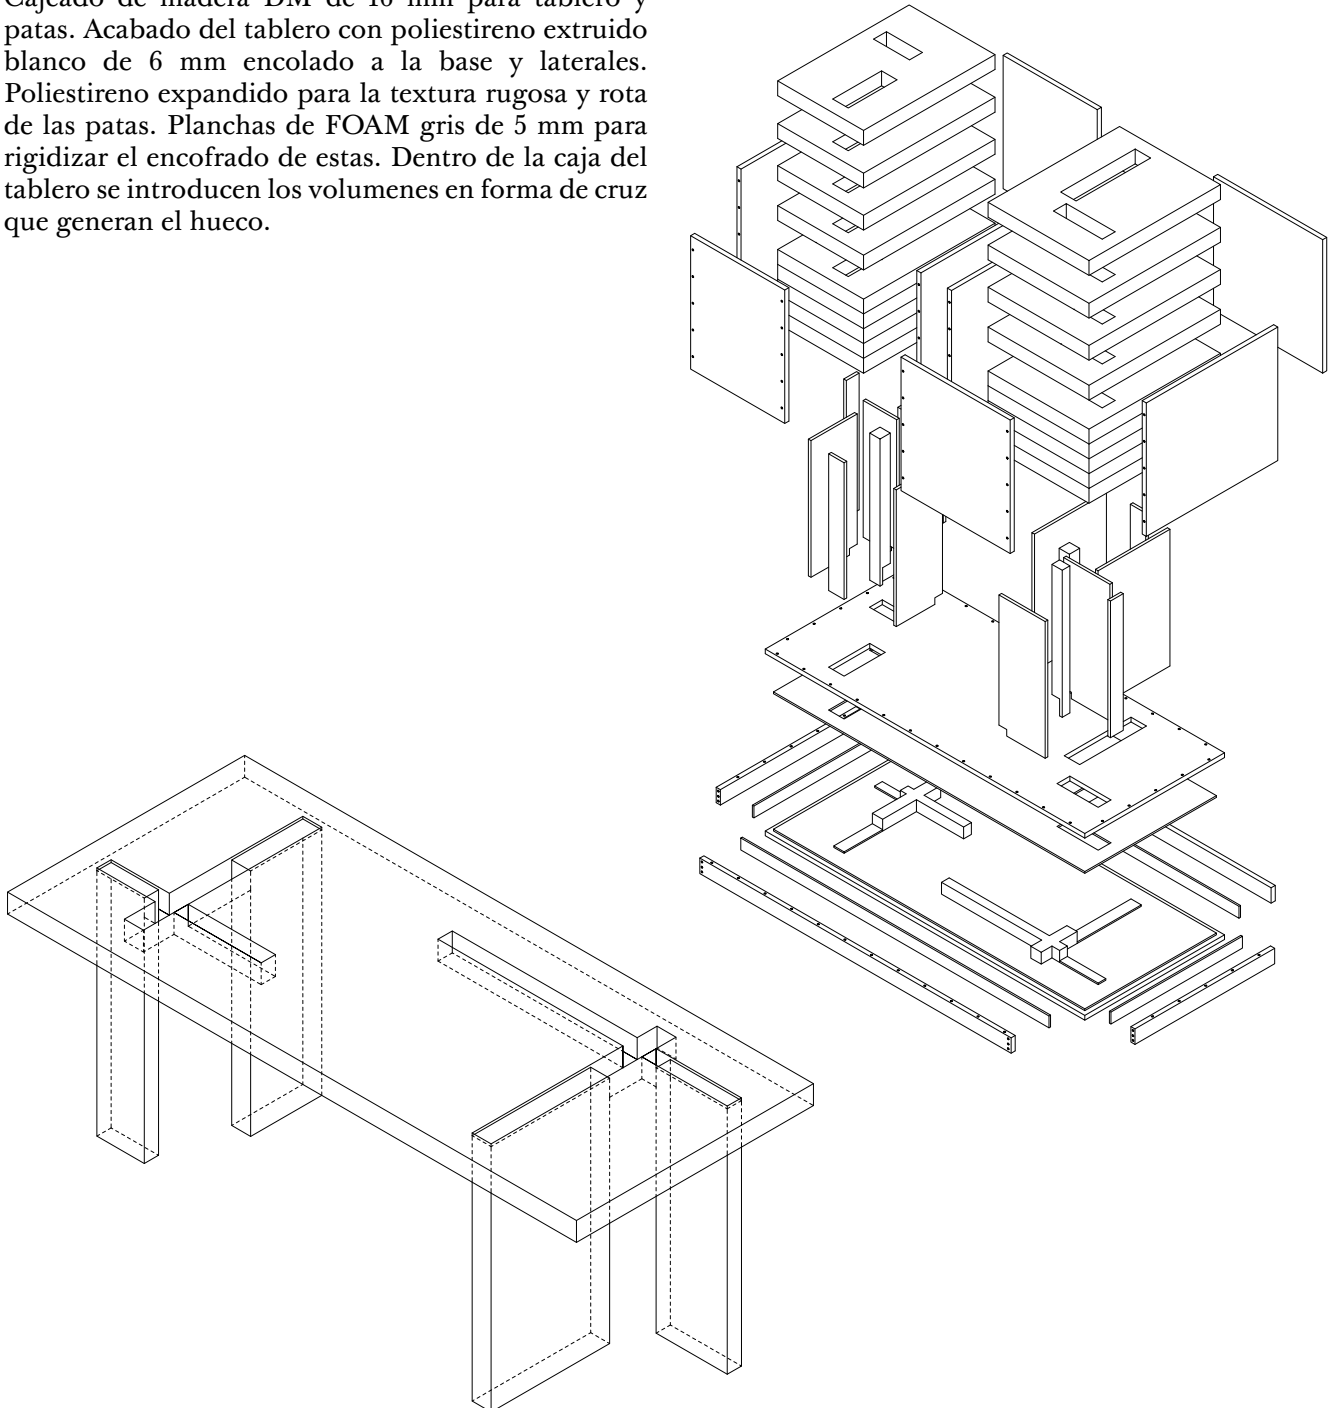 Cajeado de madera DM de 16 mm para tablero y
patas. Acabado del tablero con poliestireno extruido
blanco de 6 mm encolado a la base y laterales.
Poliestireno expandido para la textura rugosa y rota
de las patas. Planchas de FOAM gris de 5 mm para
rigidizar el encofrado de estas. Dentro de la caja del
tablero se introducen los volumenes en forma de cruz
que generan el hueco.